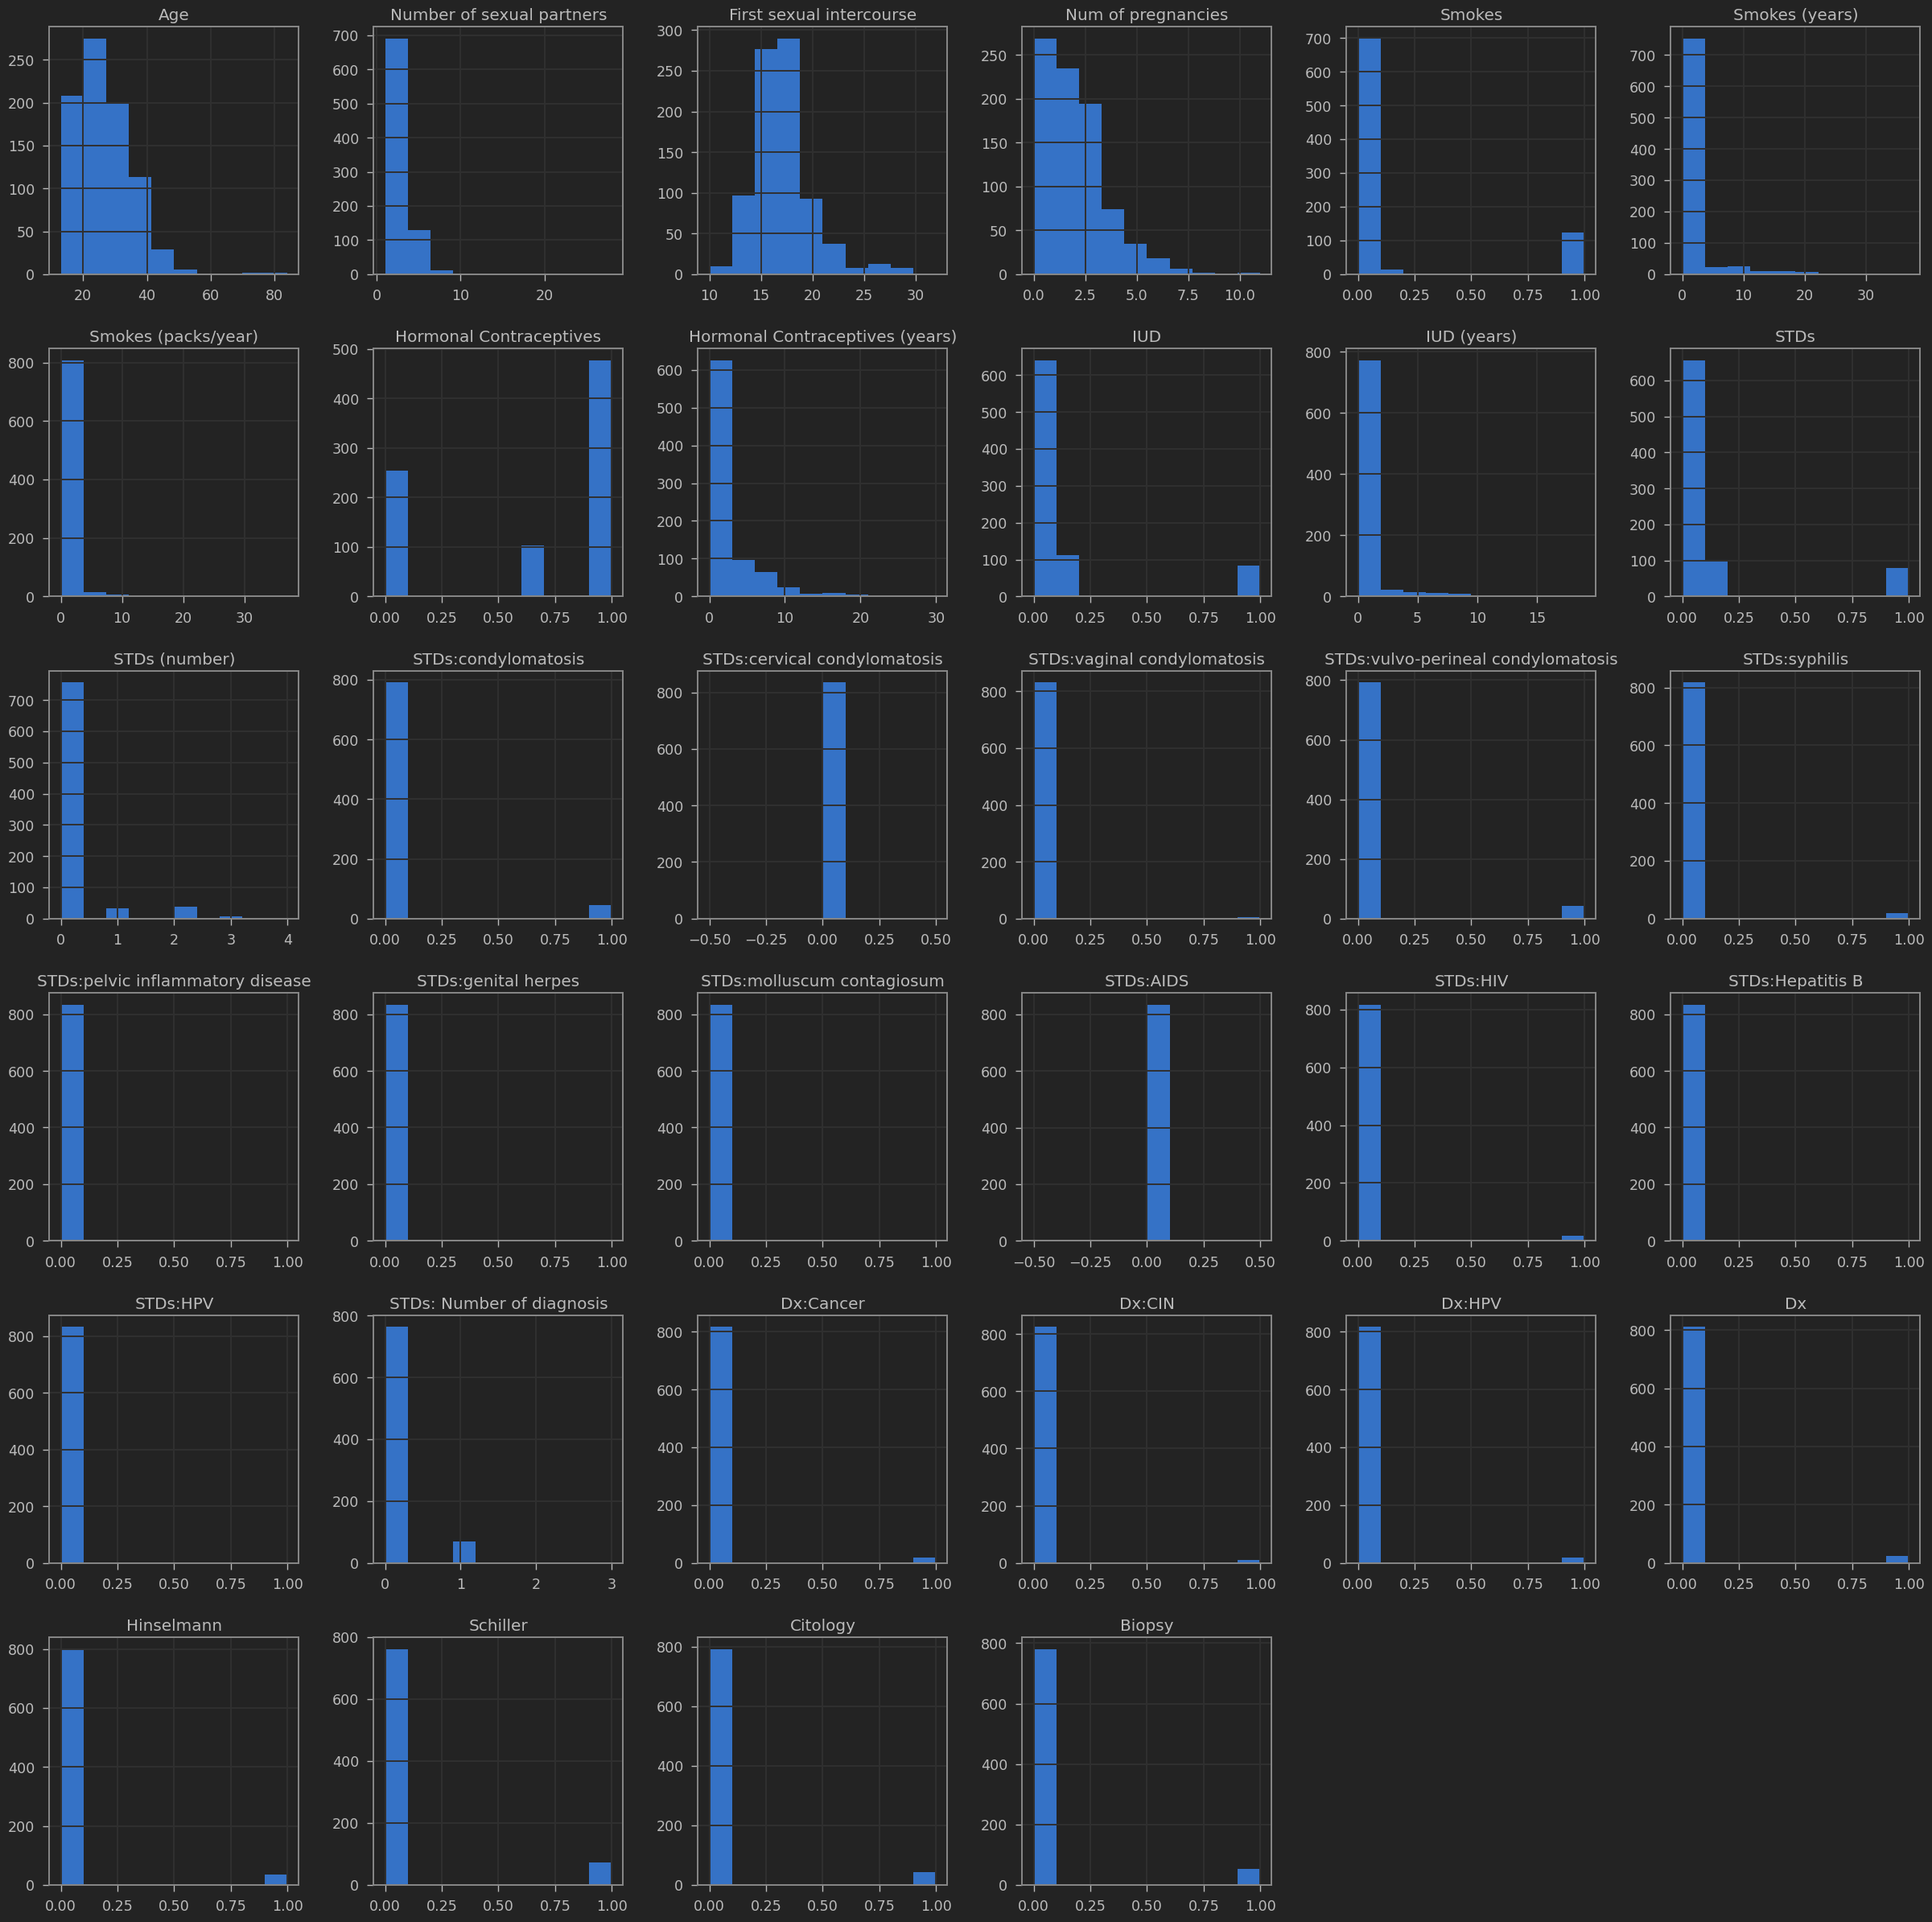 Age Number of sexual partners First sexual intercourse Num of pregnancies Smokes Smokes (years)
250 200 150 100 50 0
20 40 60 80
700 600 500 400 300 200 100 0
0 10 20
300 250 200 150 100 50 0
10 15 20 25 30
250 200 150 100 50 0
0.0 2.5 5.0 7.5 10.0
700 600 500 400 300 200 100 0
0.00 0.25 0.50 0.75 1.00
700 600 500 400 300 200 100 0
0 10 20 30
Smokes (packs/year) Hormonal Contraceptives Hormonal Contraceptives (years) IUD IUD (years) STDs
800 600 400 200 0
0 10 20 30
500 400 300 200 100 0
0.00 0.25 0.50 0.75 1.00
600 500 400 300 200 100 0
0 10 20 30
600 500 400 300 200 100 0
0.00 0.25 0.50 0.75 1.00
800 600 400 200 0
0 5 10 15
600 500 400 300 200 100 0
0.00 0.25 0.50 0.75 1.00
STDs (number) STDs:condylomatosis STDs:cervical condylomatosis STDs:vaginal condylomatosis STDs:vulvo-perineal condylomatosis STDs:syphilis
700 600 500 400 300 200 100 0
0 1 2 3 4
800 600 400 200 0
0.00 0.25 0.50 0.75 1.00
800 600 400 200 0
−0.50 −0.25 0.00 0.25 0.50
800 600 400 200 0
0.00 0.25 0.50 0.75 1.00
800 600 400 200 0
0.00 0.25 0.50 0.75 1.00
800 600 400 200 0
0.00 0.25 0.50 0.75 1.00
STDs:pelvic inflammatory disease STDs:genital herpes STDs:molluscum contagiosum STDs:AIDS STDs:HIV STDs:Hepatitis B
800 600 400 200 0
0.00 0.25 0.50 0.75 1.00
800 600 400 200 0
0.00 0.25 0.50 0.75 1.00
800 600 400 200 0
0.00 0.25 0.50 0.75 1.00
800 600 400 200 0
−0.50 −0.25 0.00 0.25 0.50
800 600 400 200 0
0.00 0.25 0.50 0.75 1.00
800 600 400 200 0
0.00 0.25 0.50 0.75 1.00
STDs:HPV STDs: Number of diagnosis Dx:Cancer Dx:CIN Dx:HPV Dx
800 600 400 200 0
0.00 0.25 0.50 0.75 1.00
800 600 400 200 0
0 1 2 3
800 600 400 200 0
0.00 0.25 0.50 0.75 1.00
800 600 400 200 0
0.00 0.25 0.50 0.75 1.00
800 600 400 200 0
0.00 0.25 0.50 0.75 1.00
800 600 400 200 0
0.00 0.25 0.50 0.75 1.00
Hinselmann Schiller Citology Biopsy
800 600 400 200 0
0.00 0.25 0.50 0.75 1.00
800 600 400 200 0
0.00 0.25 0.50 0.75 1.00
800 600 400 200 0
0.00 0.25 0.50 0.75 1.00
800 600 400 200 0
0.00 0.25 0.50 0.75 1.00